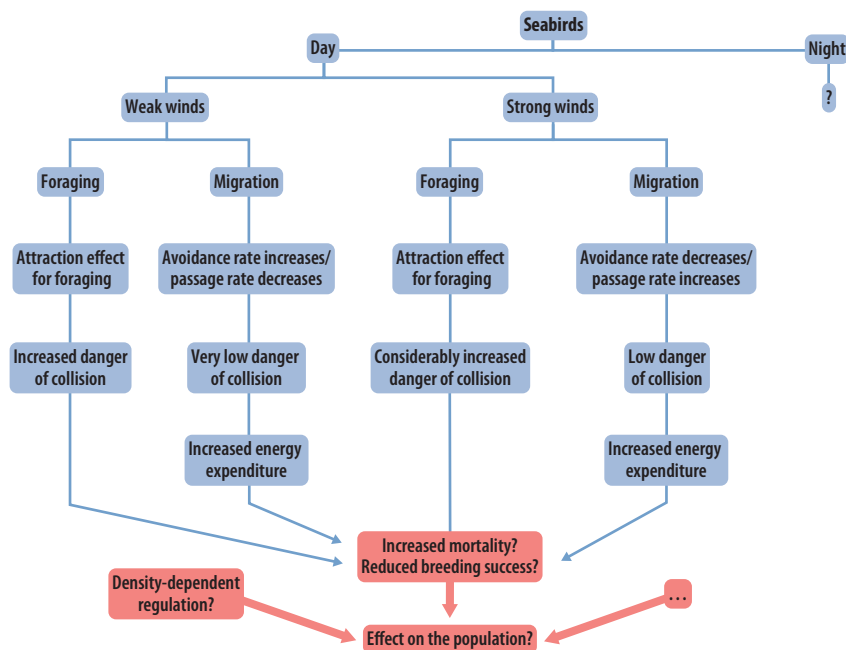 Seabirds
Day
Night
?
Weak winds
Strong winds
Foraging
Migration
Foraging
Migration
Attraction effect
for foraging
Avoidance rate increases/
passage rate decreases
Attraction effect
for foraging
Avoidance rate decreases/
passage rate increases
Increased danger
of collision
Very low danger
of collision
Considerably increased
danger of collision
Low danger
of collision
Increased energy
expenditure
Increased energy
expenditure
Increased mortality?
Reduced breeding success?
Density-dependent
regulation?
...
Effect on the population?